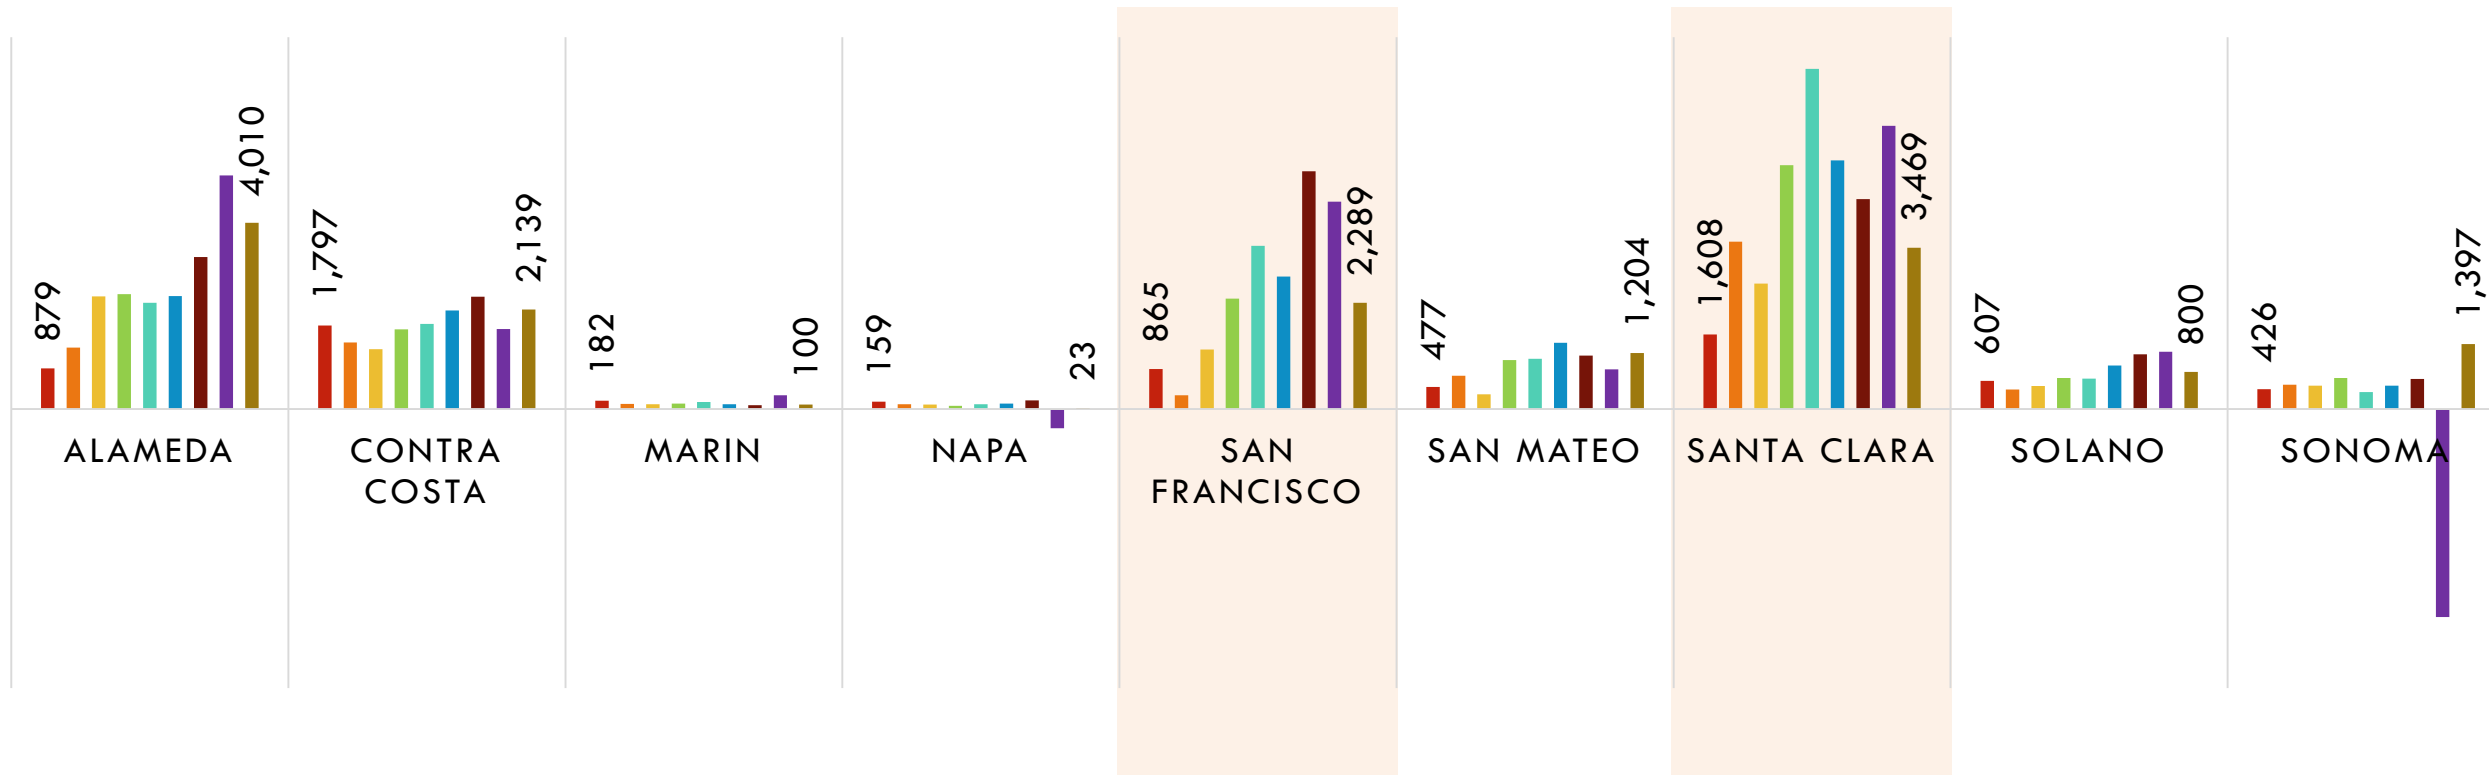 879
4,010
1,797
2,139
182
100
159
23
865
2,289
477
1,204
1,608
3,469
607
800
426
1,397
ALAMEDA
CONTRA
COSTA
MARIN
NAPA
SAN
FRANCISCO
SAN MATEO
SANTA CLARA
SOLANO
SONOMA